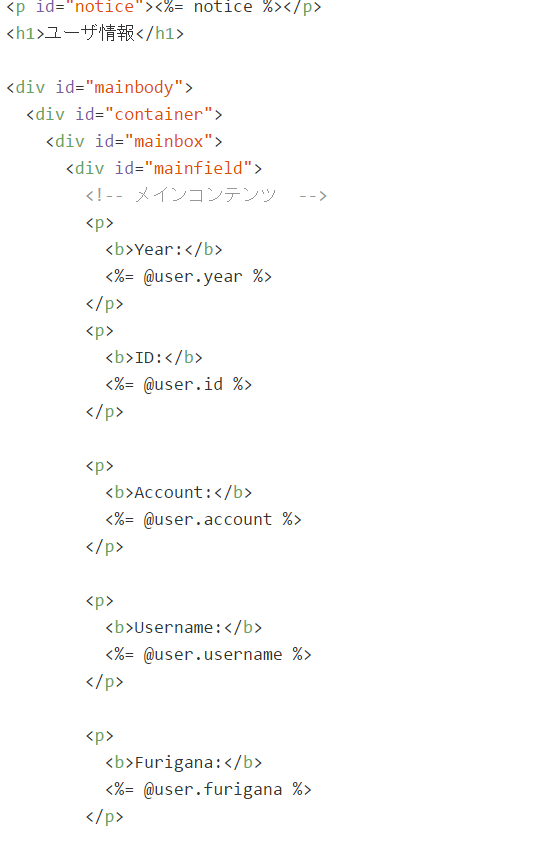 <p id="notice"><%= notice %></p>
<h1>ユーザ情報</h1>
<div id="mainbody">
<div id="container">
<div id="mainbox">
<div id="mainfield">
<!-- メインコンテンツ  -->
<p>
<b>Year:</b>
<%= @user.year %>
</p>
<p>
<b>ID:</b>
<%= @user.id %>
</p>
<p>
<b>Account:</b>
<%= @user.account %>
</p>
<p>
<b>Username:</b>
<%= @user.username %>
</p>
<p>
<b>Furigana:</b>
<%= @user.furigana %>
</p>